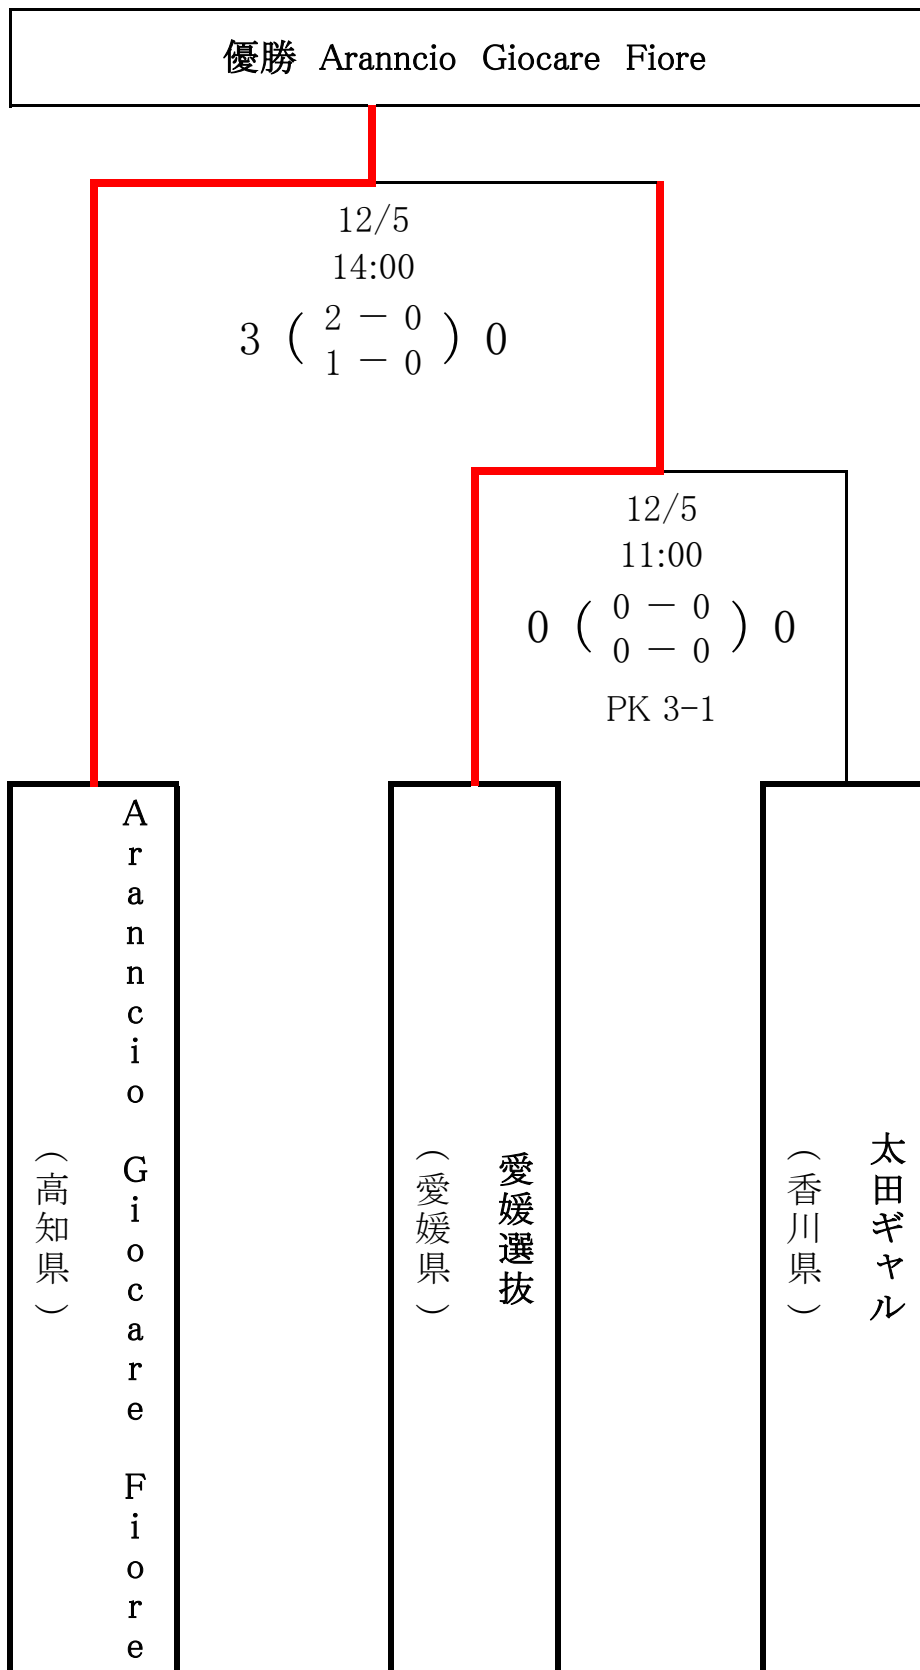 優勝 Aranncio Giocare Fiore
12/5
14:00
3 ( 2 － 0 ) 0
1 － 0
12/5
11:00
0 ( 0 － 0 ) 0
0 － 0
PK 3-1
Aranncio Giocare Fiore
（高知県）
愛媛選抜
（愛媛県）
太田ギャル
（香川県）